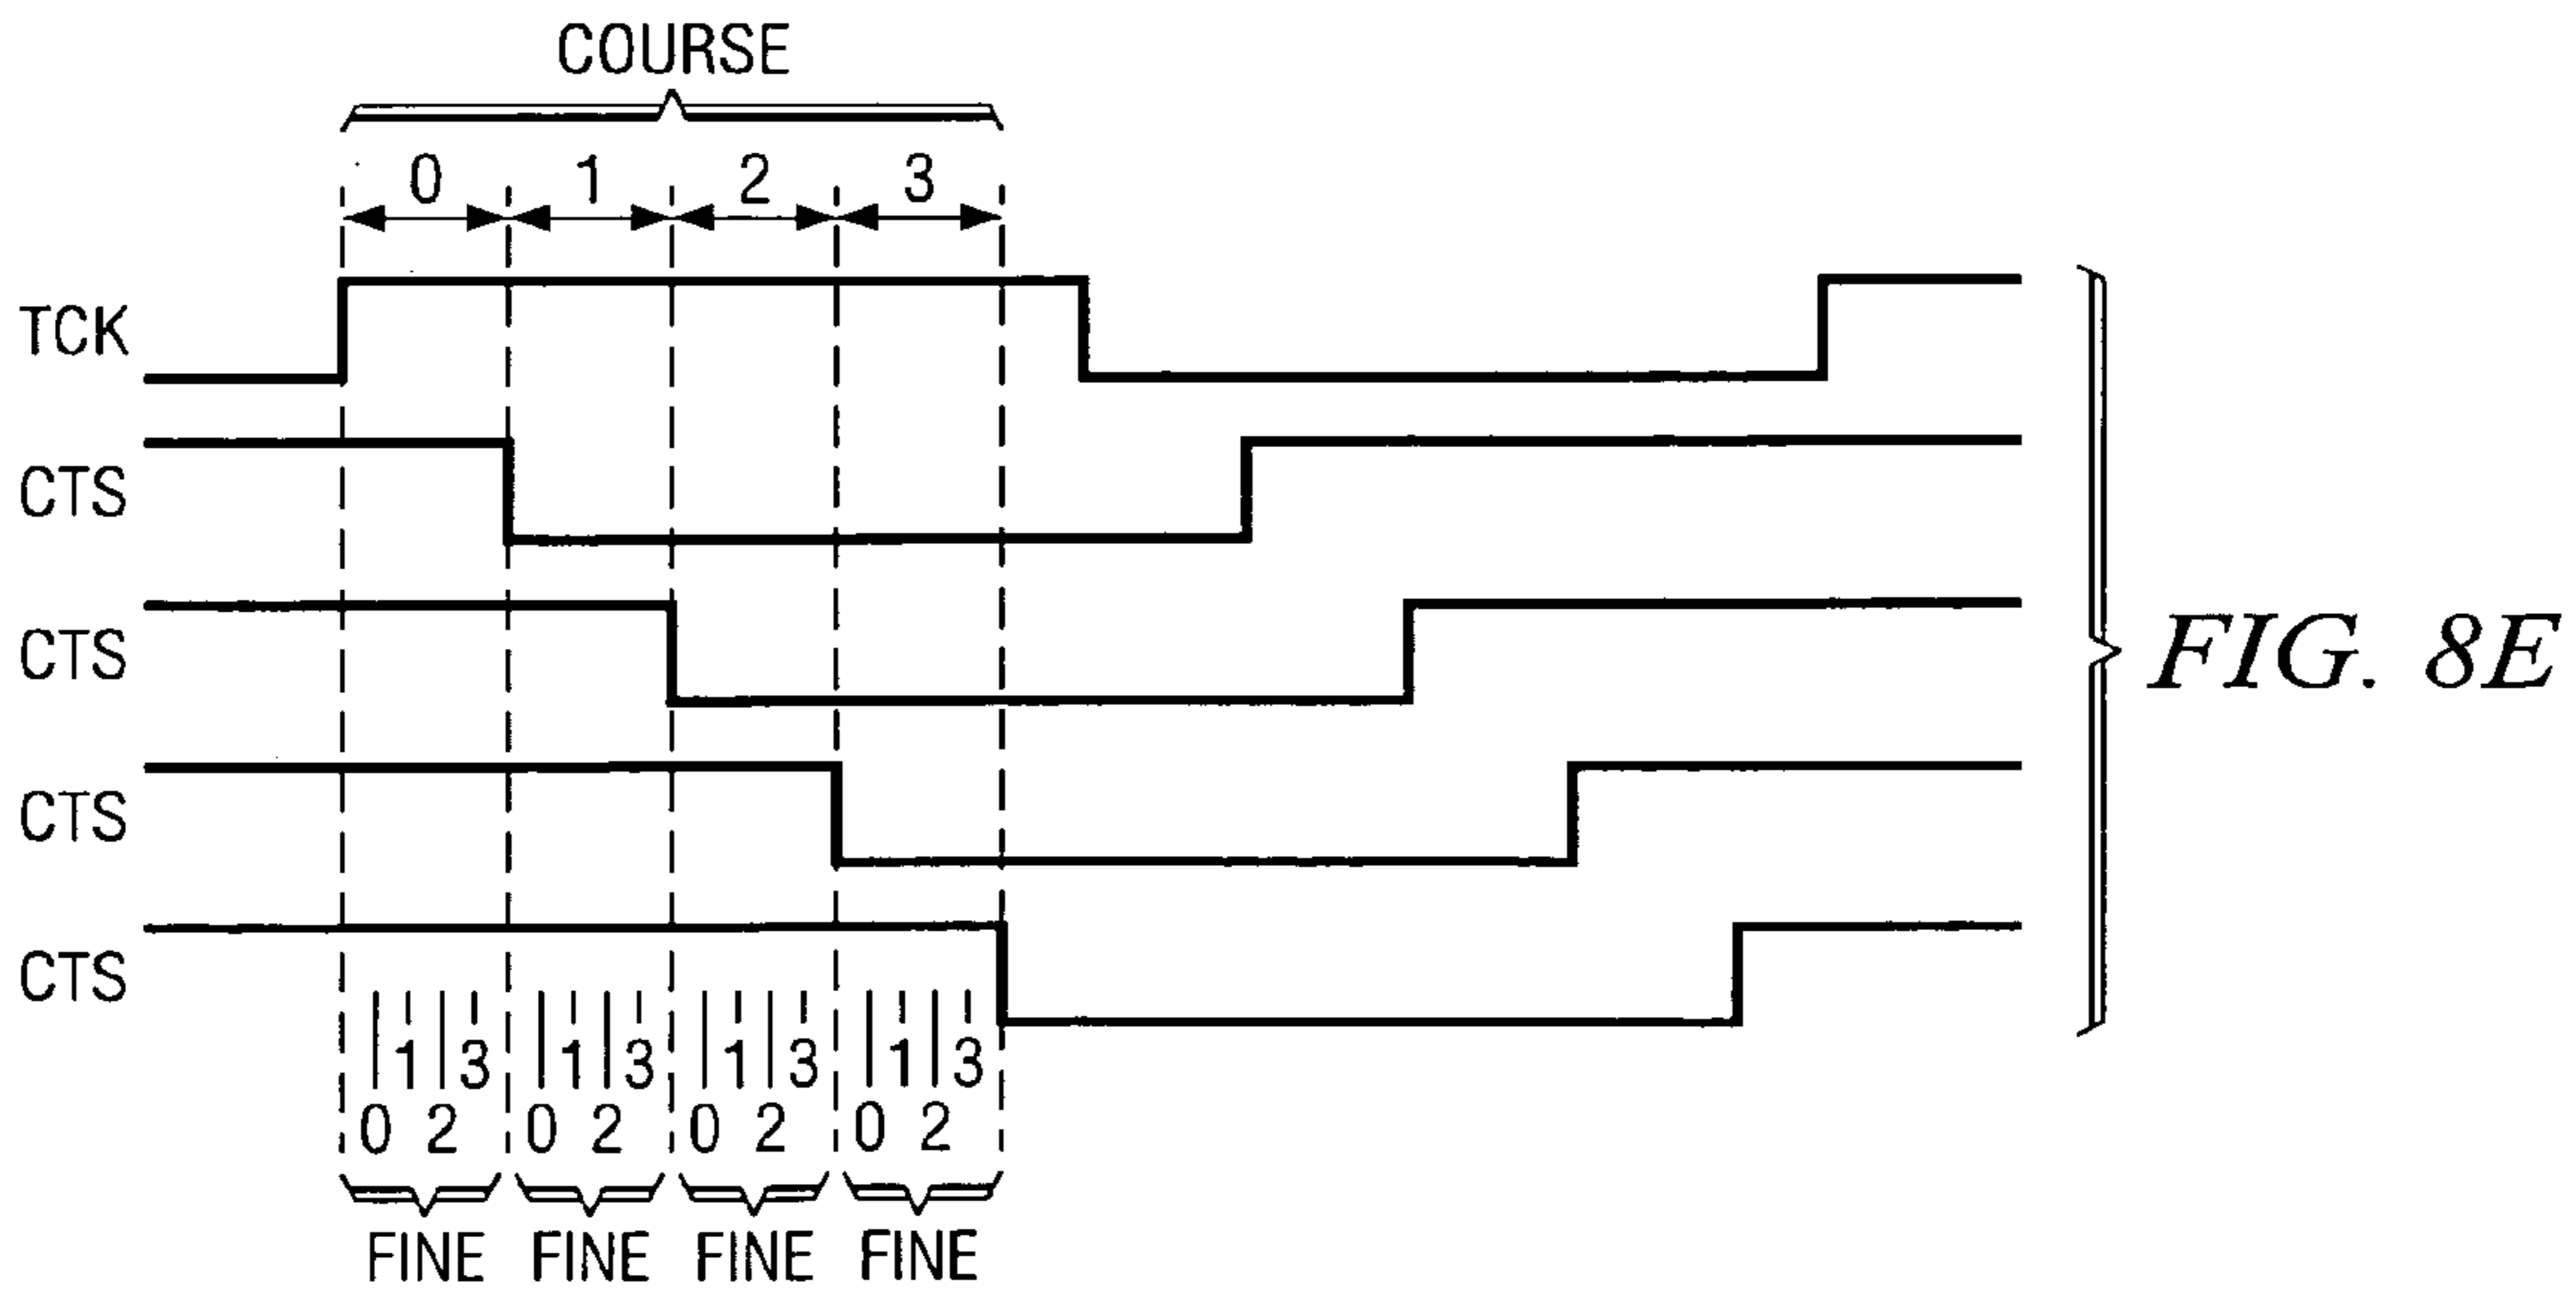 COURSE
0 1 2 3
TCK
CTS
CTS
CTS
CTS
1 3 1 3 1 3 1 3
0 2 0 2 0 2 0 2
FINE FINE FINE FINE
FIG. 8E